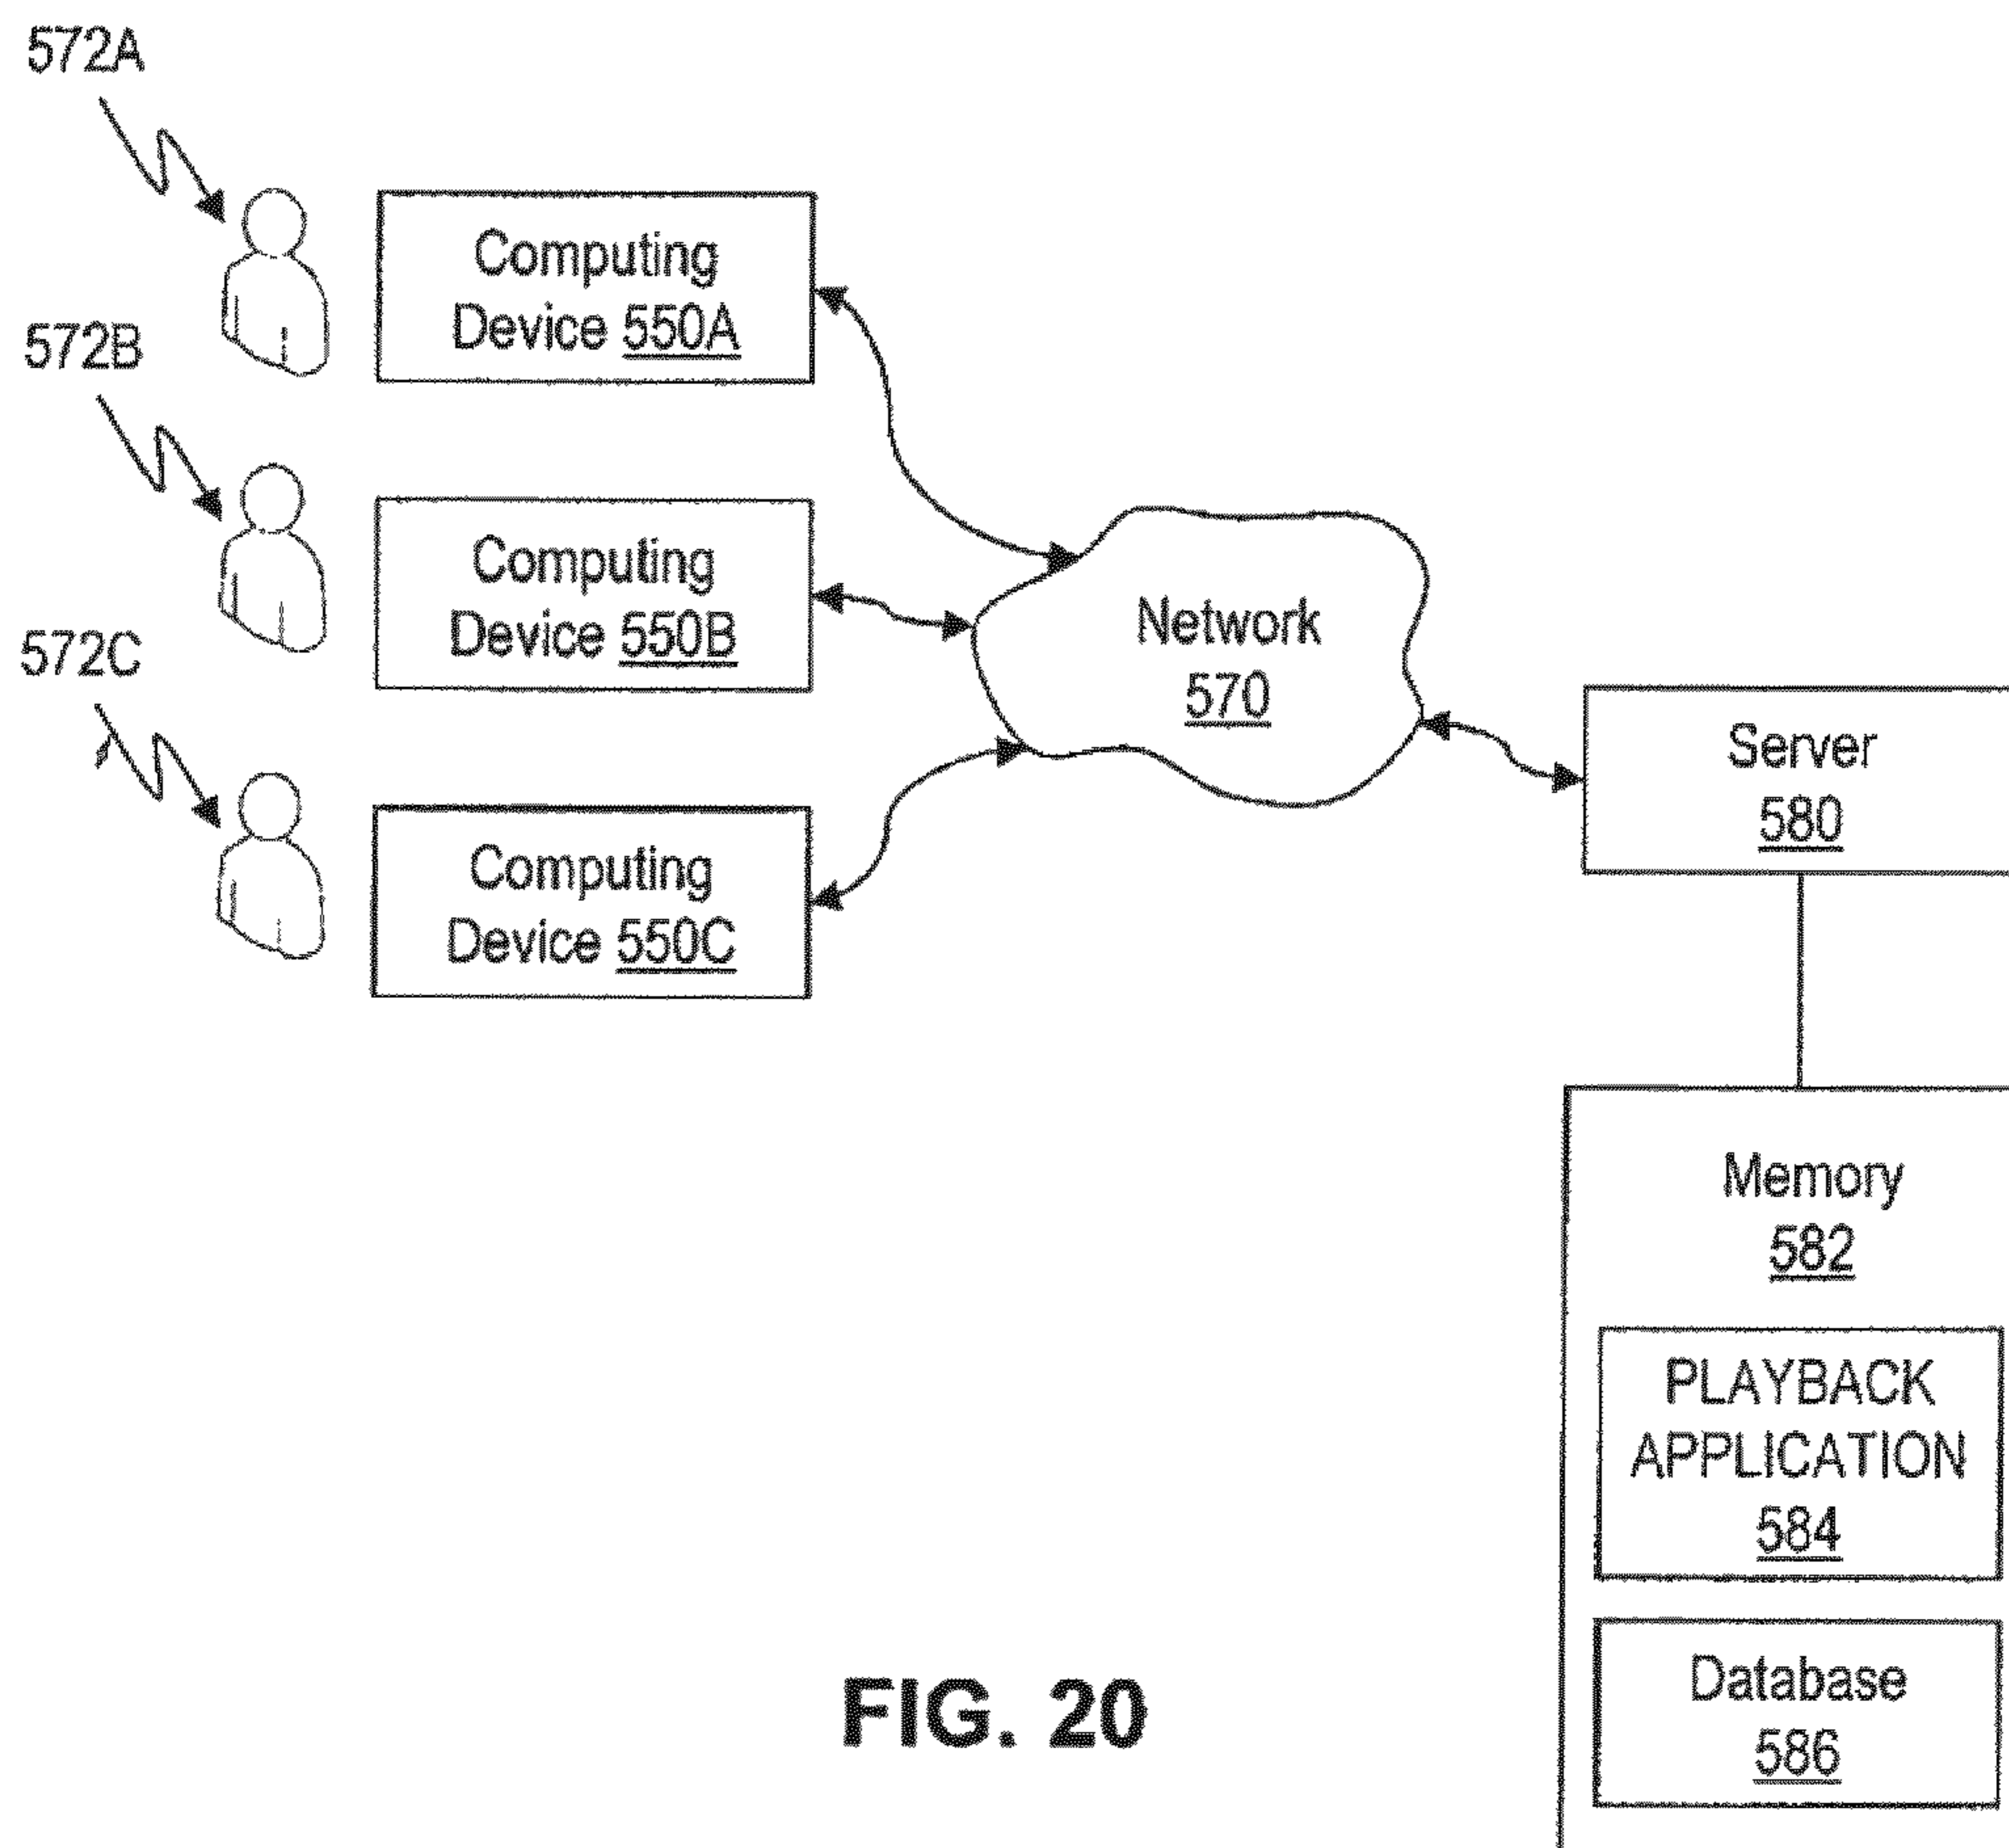 572A
Computing
Device 550A
572B
Computing
Device 550B
572C
Computing
Device 550C
Network
570
Server
580
Memory
582
PLAYBACK
APPLICATION
584
Database
586
FIG. 20